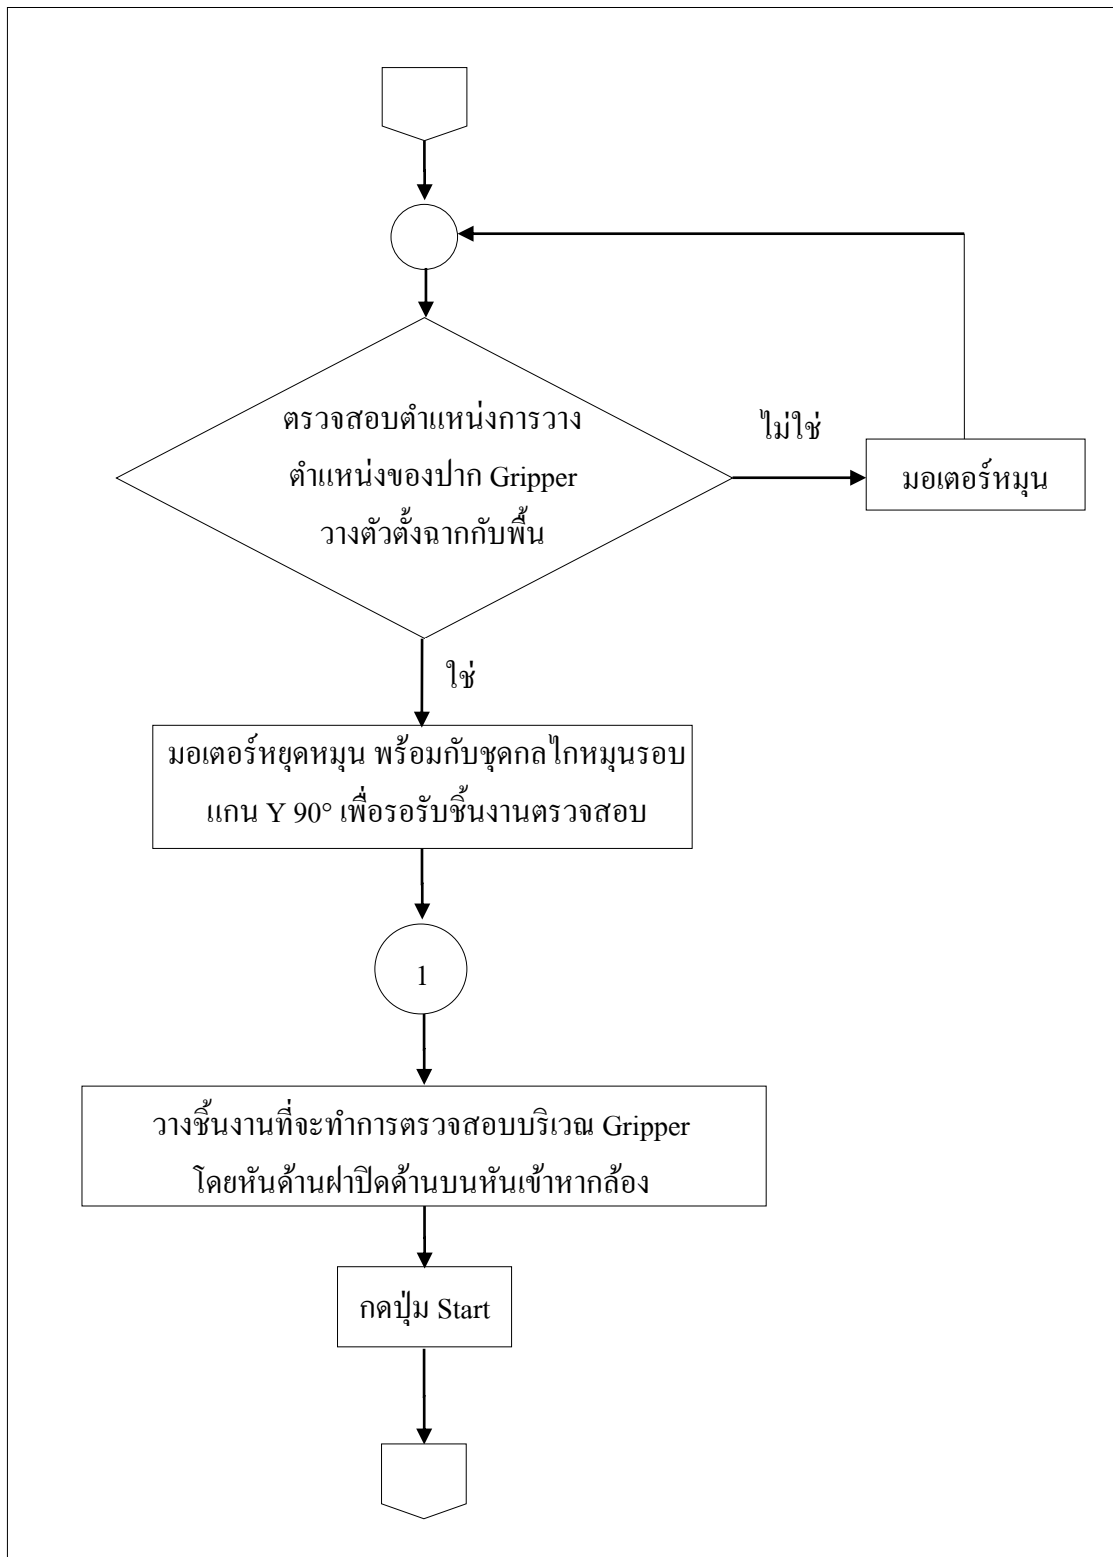 ตรวจสอบตำแหน่งการวาง
ตำแหน่งของปาก Gripper
วางตัวตั้งฉากกับพื้น
ไม่ใช่
มอเตอร์หมุน
ใช่
มอเตอร์หยุดหมุน พร้อมกับชุดกลไกหมุนรอบ
แกน Y 90° เพื่อรอรับชิ้นงานตรวจสอบ
1
วางชิ้นงานที่จะทำการตรวจสอบบริเวณ Gripper
โดยหันด้านฝาปิดด้านบนหันเข้าหากล้อง
กดปุ่ม Start